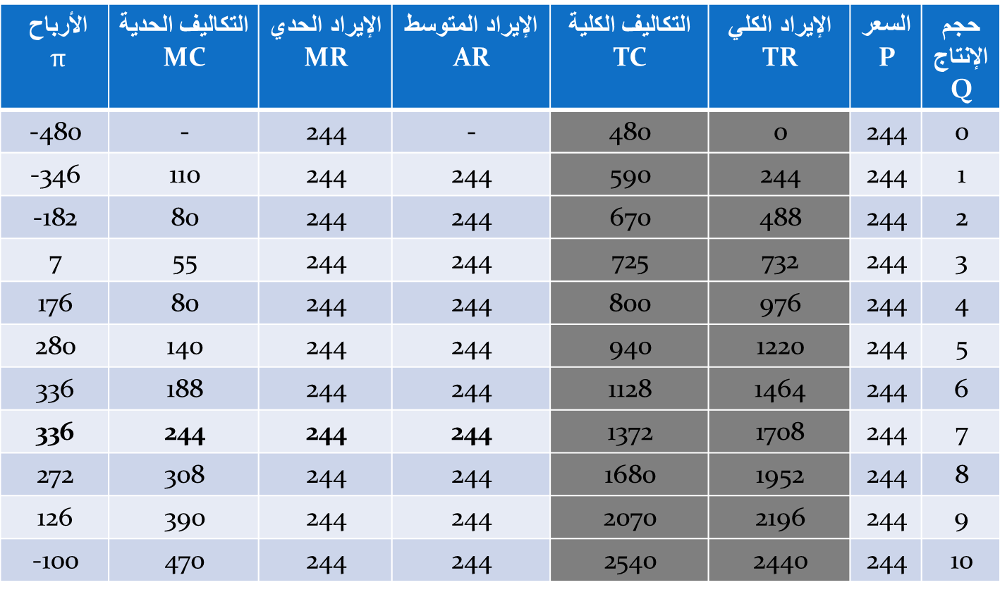 حجم الإنتاج Q | السعر P | الإيراد الكلي TR | التكاليف الكلية TC | الإيراد المتوسط AR | الإيراد الحدي MR | التكاليف الحدية MC | الأرباح π
0 | 244 | 0 | 480 | - | 244 | - | -480
1 | 244 | 244 | 590 | 244 | 244 | 110 | -346
2 | 244 | 488 | 670 | 244 | 244 | 80 | -182
3 | 244 | 732 | 725 | 244 | 244 | 55 | 7
4 | 244 | 976 | 800 | 244 | 244 | 80 | 176
5 | 244 | 1220 | 940 | 244 | 244 | 140 | 280
6 | 244 | 1464 | 1128 | 244 | 244 | 188 | 336
7 | 244 | 1708 | 1372 | 244 | 244 | 244 | 336
8 | 244 | 1952 | 1680 | 244 | 244 | 308 | 272
9 | 244 | 2196 | 2070 | 244 | 244 | 390 | 126
10 | 244 | 2440 | 2540 | 244 | 244 | 470 | -100